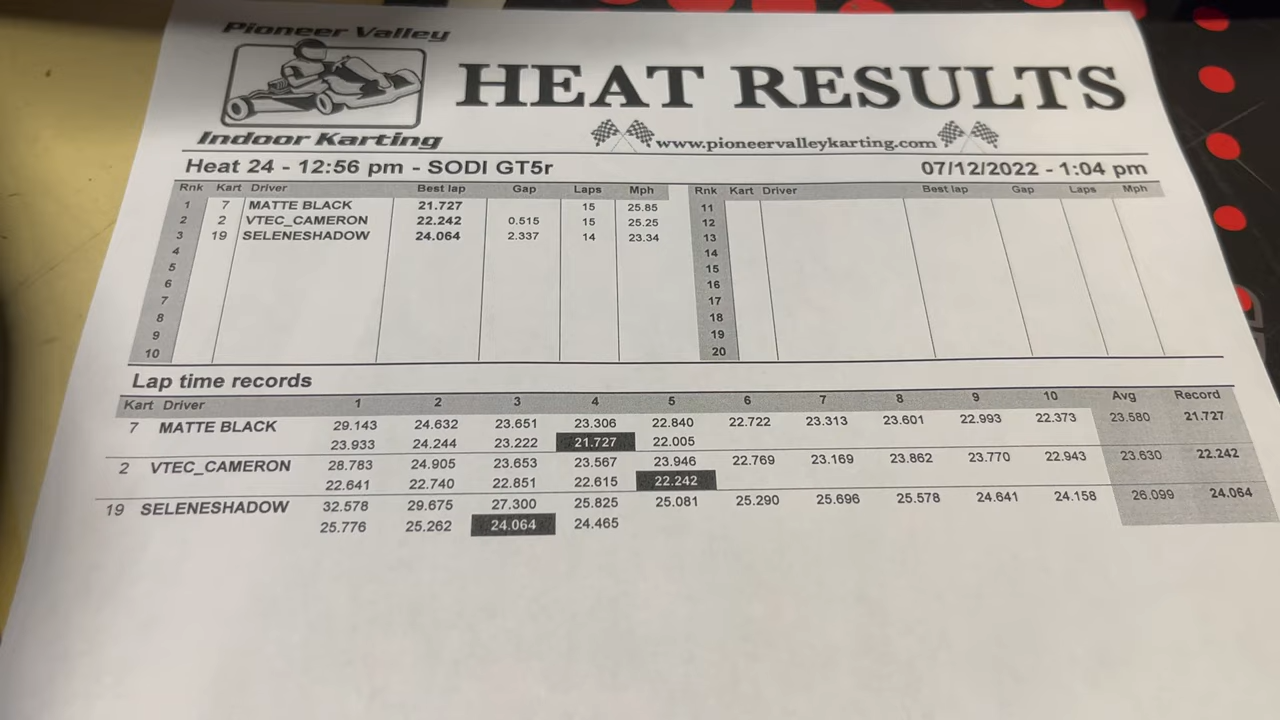 Pioneer Valley
Indoor Karting
HEAT RESULTS
www.pioneervalleykarting.com
Heat 24 - 12:56 pm - SODI GT5r 07/12/2022 - 1:04 pm
Rnk Kart Driver Best lap Gap Laps Mph Rnk Kart Driver Best lap Gap Laps Mph
1 7 MATTE BLACK 21.727 15 25.85 11
2 2 VTEC_CAMERON 22.242 0.515 15 25.25 12
3 19 SELENESHADOW 24.064 2.337 14 23.34 13
4 14
5 15
6 16
7 17
8 18
9 19
10 20
Lap time records
Kart Driver 1 2 3 4 5 6 7 8 9 10 Avg Record
7 MATTE BLACK 29.143 24.632 23.651 23.306 22.840 22.722 23.313 23.601 22.993 22.373 23.580 21.727
23.933 24.244 23.222 21.727 22.005
2 VTEC_CAMERON 28.783 24.905 23.653 23.567 23.946 22.769 23.169 23.862 23.770 22.943 23.630 22.242
22.641 22.740 22.851 22.615 22.242
19 SELENESHADOW 32.578 29.675 27.300 25.825 25.081 25.290 25.696 25.578 24.641 24.158 26.099 24.064
25.776 25.262 24.064 24.465